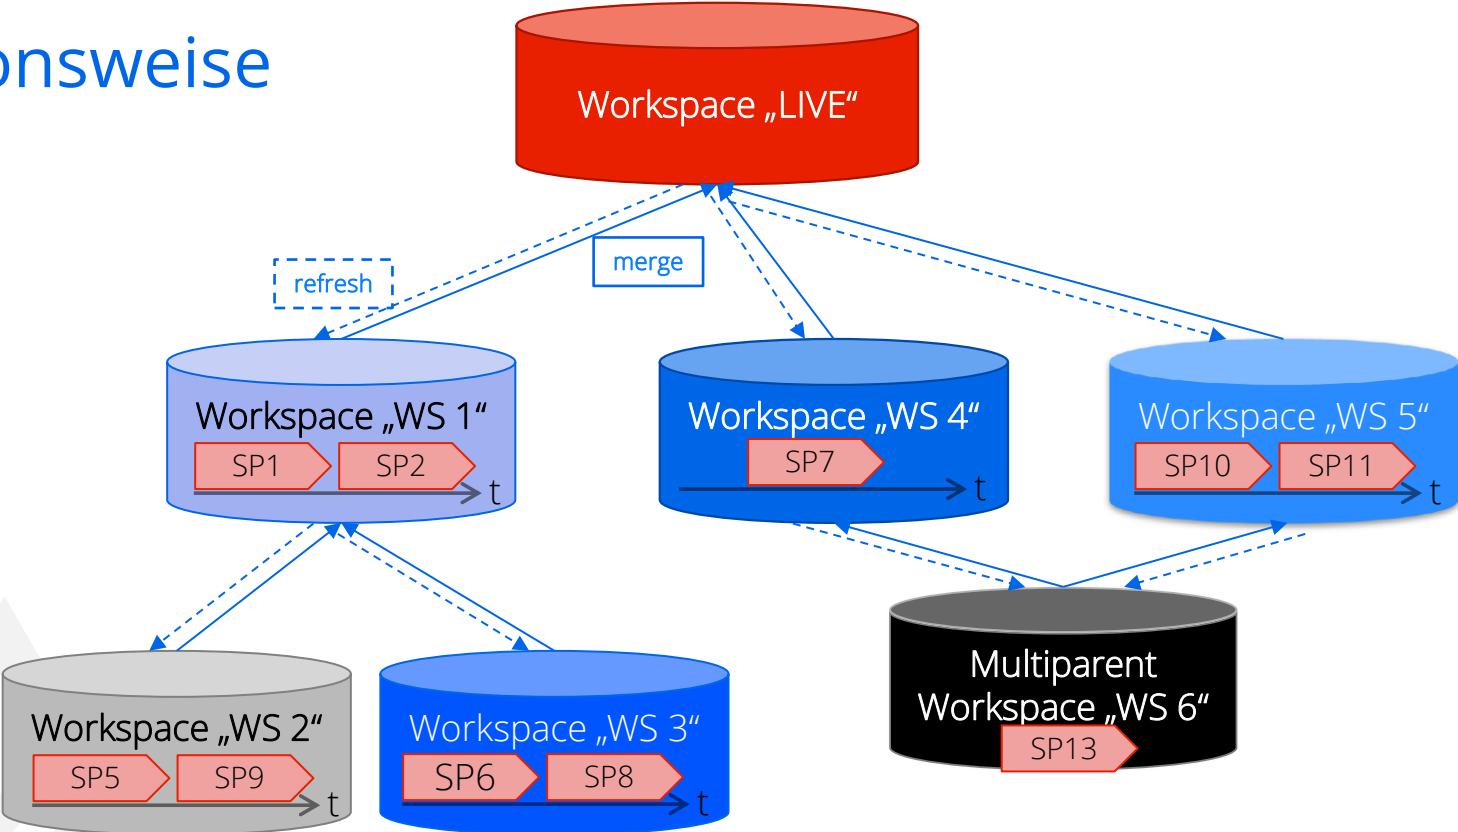 onsweise
Workspace „LIVE“
merge
refresh
Workspace „WS 1“
SP1
SP2
t
Workspace „WS 4“
SP7
t
Workspace „WS 5“
SP10
SP11
t
Workspace „WS 2“
SP5
SP9
t
Workspace „WS 3“
SP6
SP8
t
Multiparent
Workspace „WS 6“
SP13